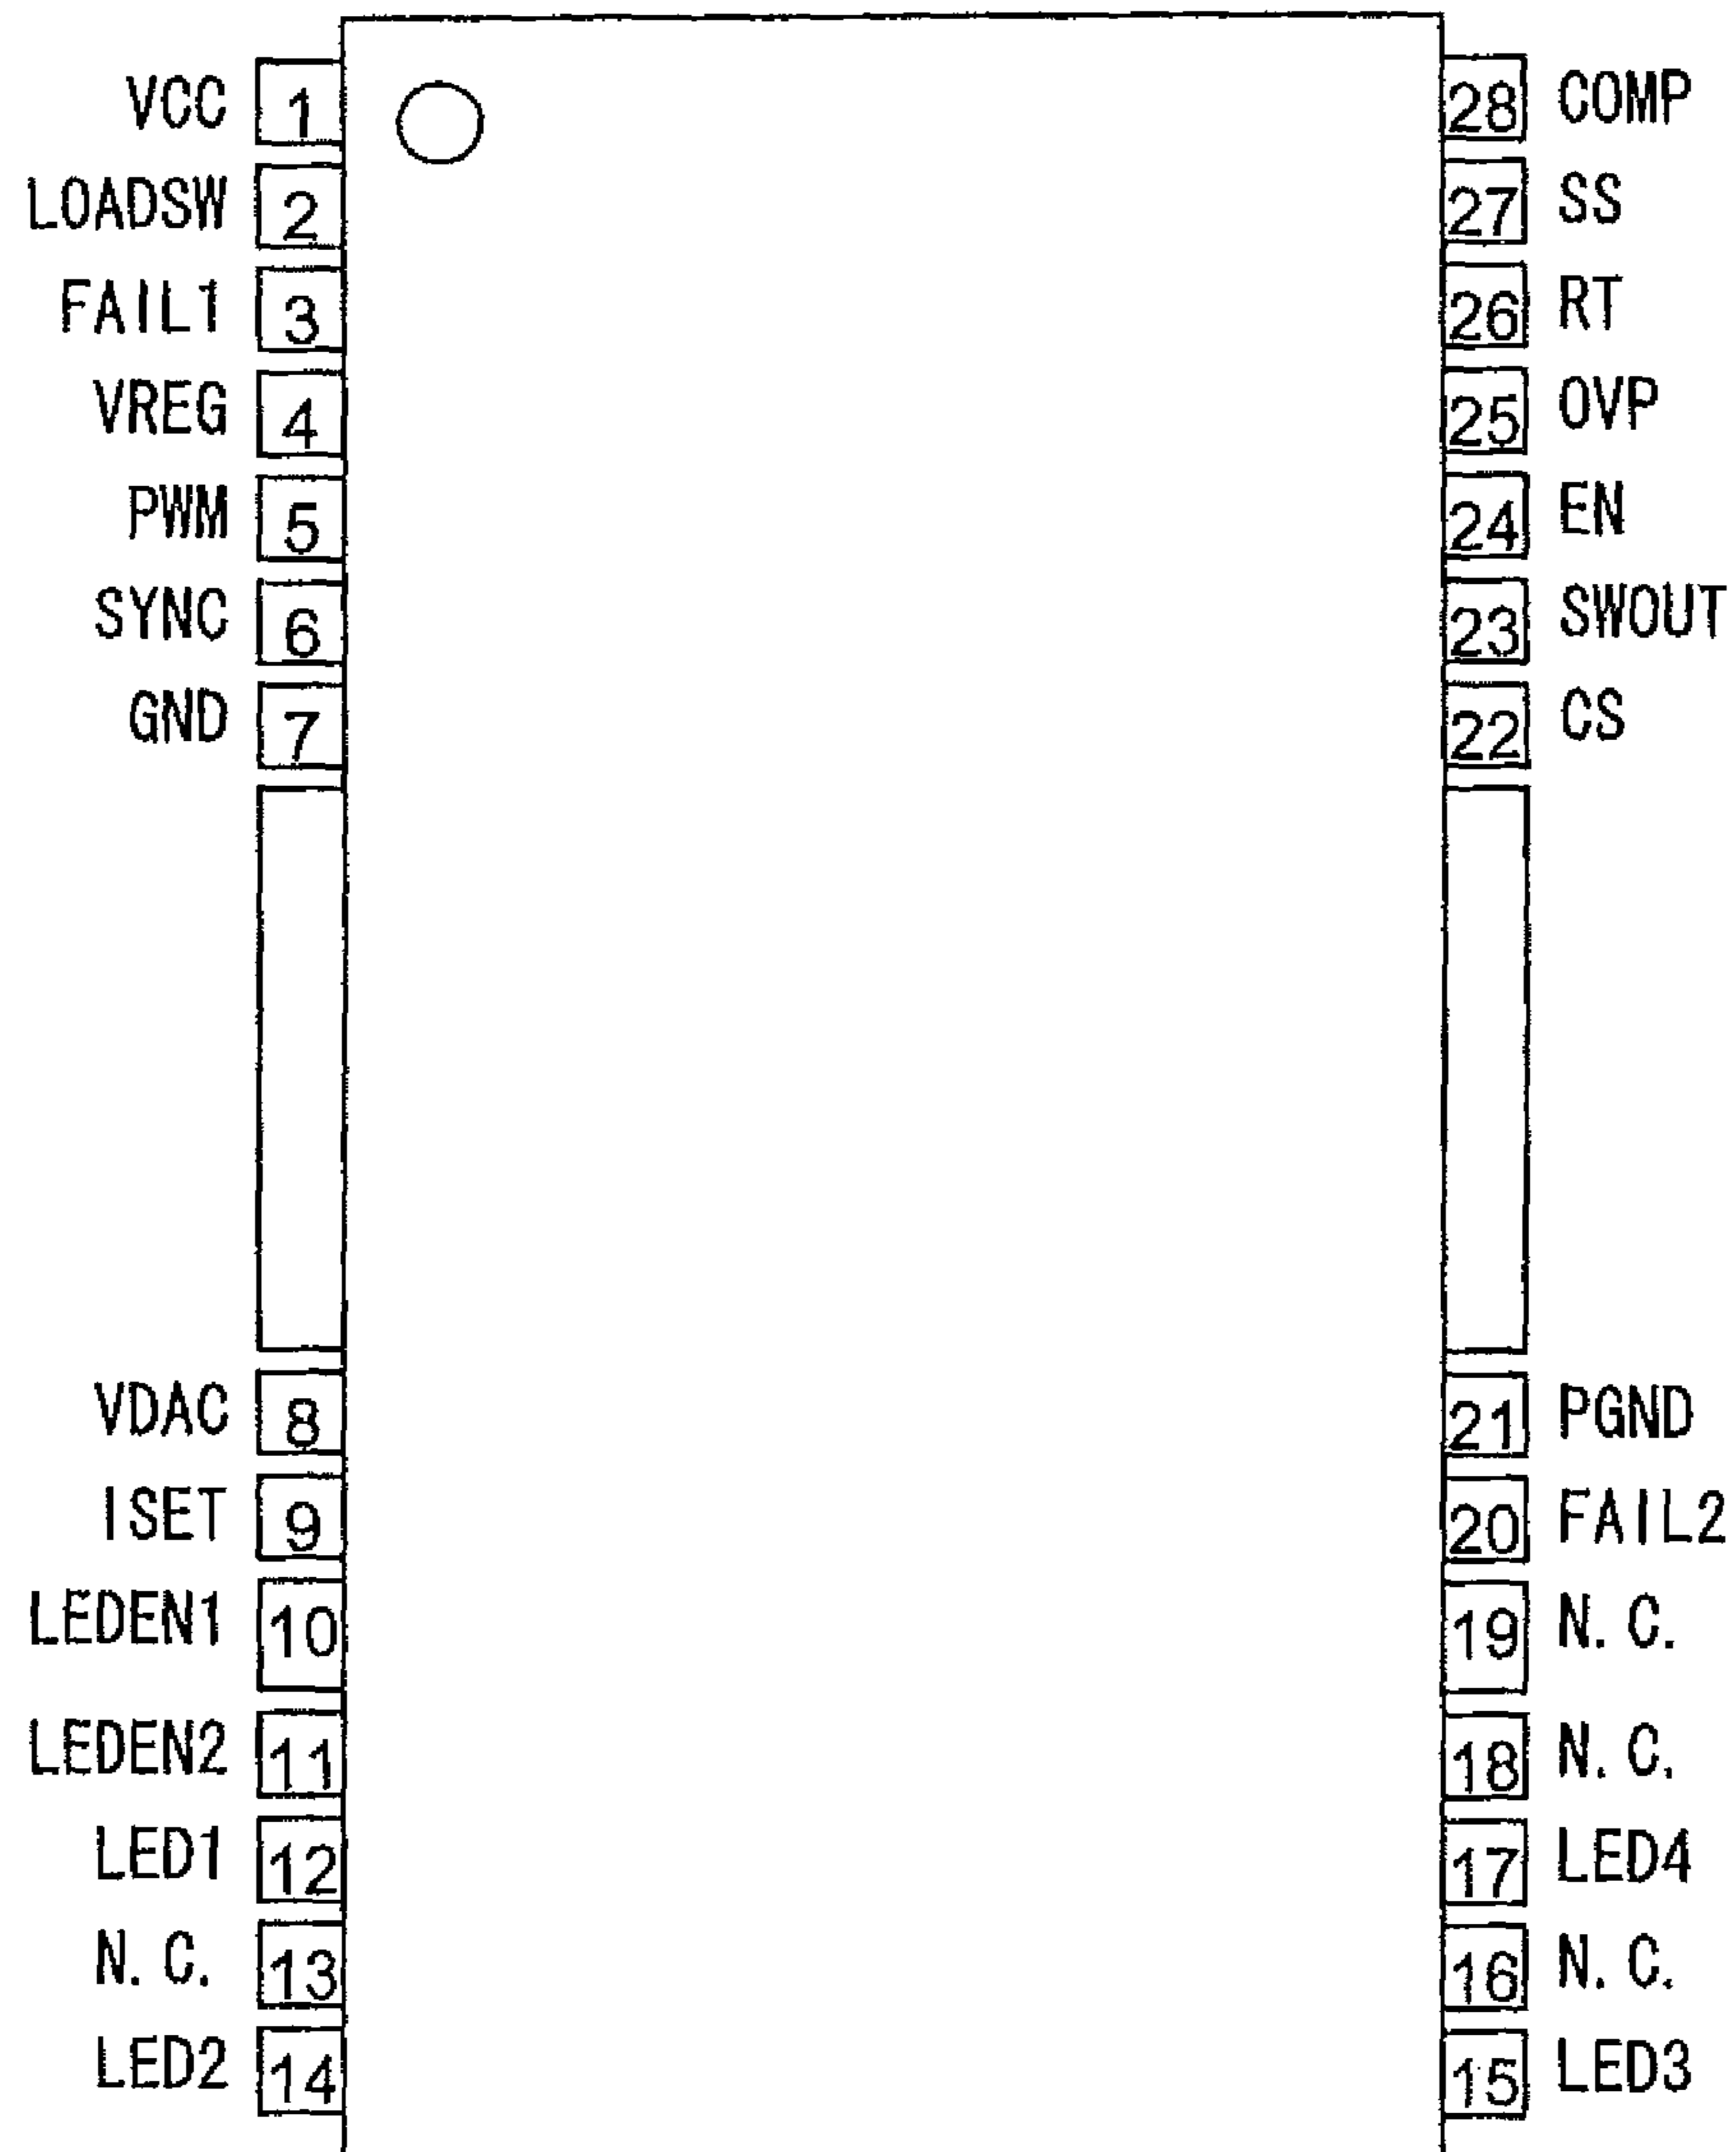 VCC 1 28 COMP
LOADSW 2 27 SS
FAIL1 3 26 RT
VREG 4 25 OVP
PWM 5 24 EN
SYNC 6 23 SWOUT
GND 7 22 CS
VDAC 8 21 PGND
ISET 9 20 FAIL2
LEDEN1 10 19 N.C.
LEDEN2 11 18 N.C.
LED1 12 17 LED4
N.C. 13 16 N.C.
LED2 14 15 LED3